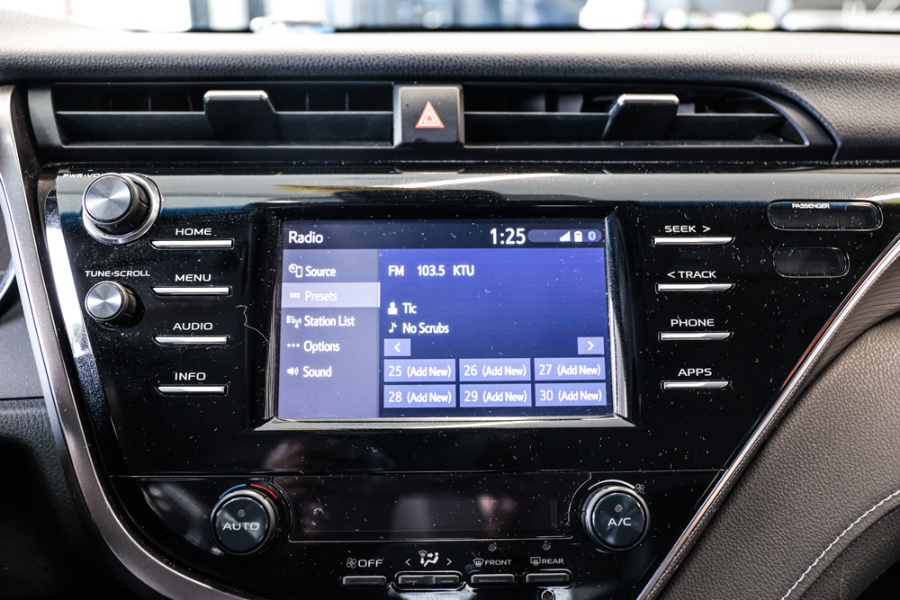 PWR•VOL
PASSENGER
HOME
SEEK >
Radio
1:25
TUNE•SCROLL
MENU
< TRACK
Source
FM 103.5 KTU
Presets
AUDIO
Tlc
PHONE
Station List
No Scrubs
Options
< >
INFO
Sound
25 (Add New) 26 (Add New) 27 (Add New)
APPS
28 (Add New) 29 (Add New) 30 (Add New)
AUTO
A/C
OFF
< >
FRONT
REAR